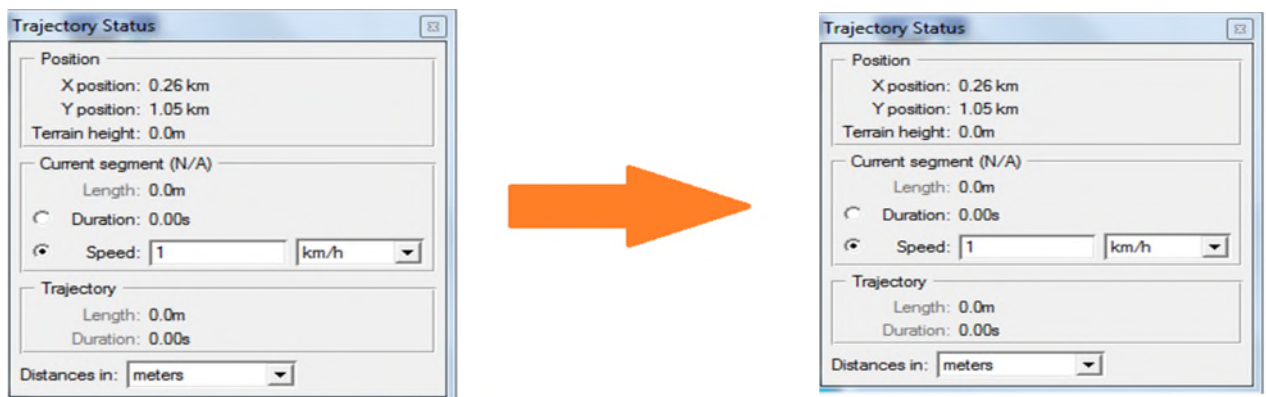 Trajectory Status
Position
X position: 0.26 km
Y position: 1.05 km
Terrain height: 0.0m
Current segment (N/A)
Length: 0.0m
Duration: 0.00s
Speed: 1 km/h
Trajectory
Length: 0.0m
Duration: 0.00s
Distances in: meters
Trajectory Status
Position
X position: 0.26 km
Y position: 1.05 km
Terrain height: 0.0m
Current segment (N/A)
Length: 0.0m
Duration: 0.00s
Speed: 1 km/h
Trajectory
Length: 0.0m
Duration: 0.00s
Distances in: meters